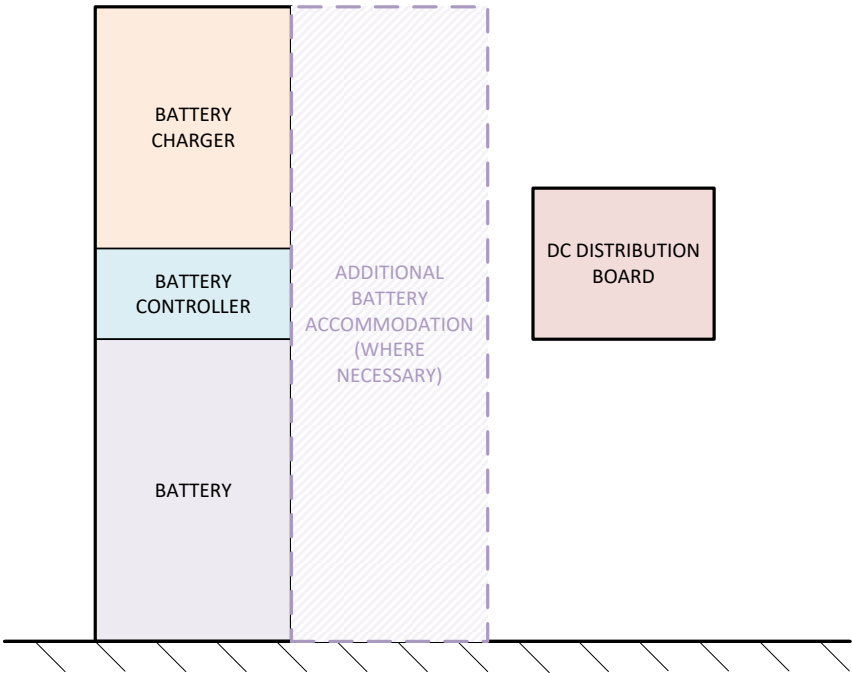 BATTERY
CHARGER
BATTERY
CONTROLLER
BATTERY
ADDITIONAL
BATTERY
ACCOMMODATION
(WHERE
NECESSARY)
DC DISTRIBUTION
BOARD